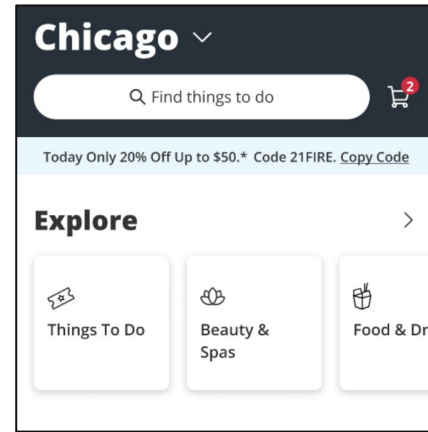 Chicago
Find things to do
2
Today Only 20% Off Up to $50.* Code 21FIRE. Copy Code
Explore
Things To Do
Beauty &
Spas
Food & Dr